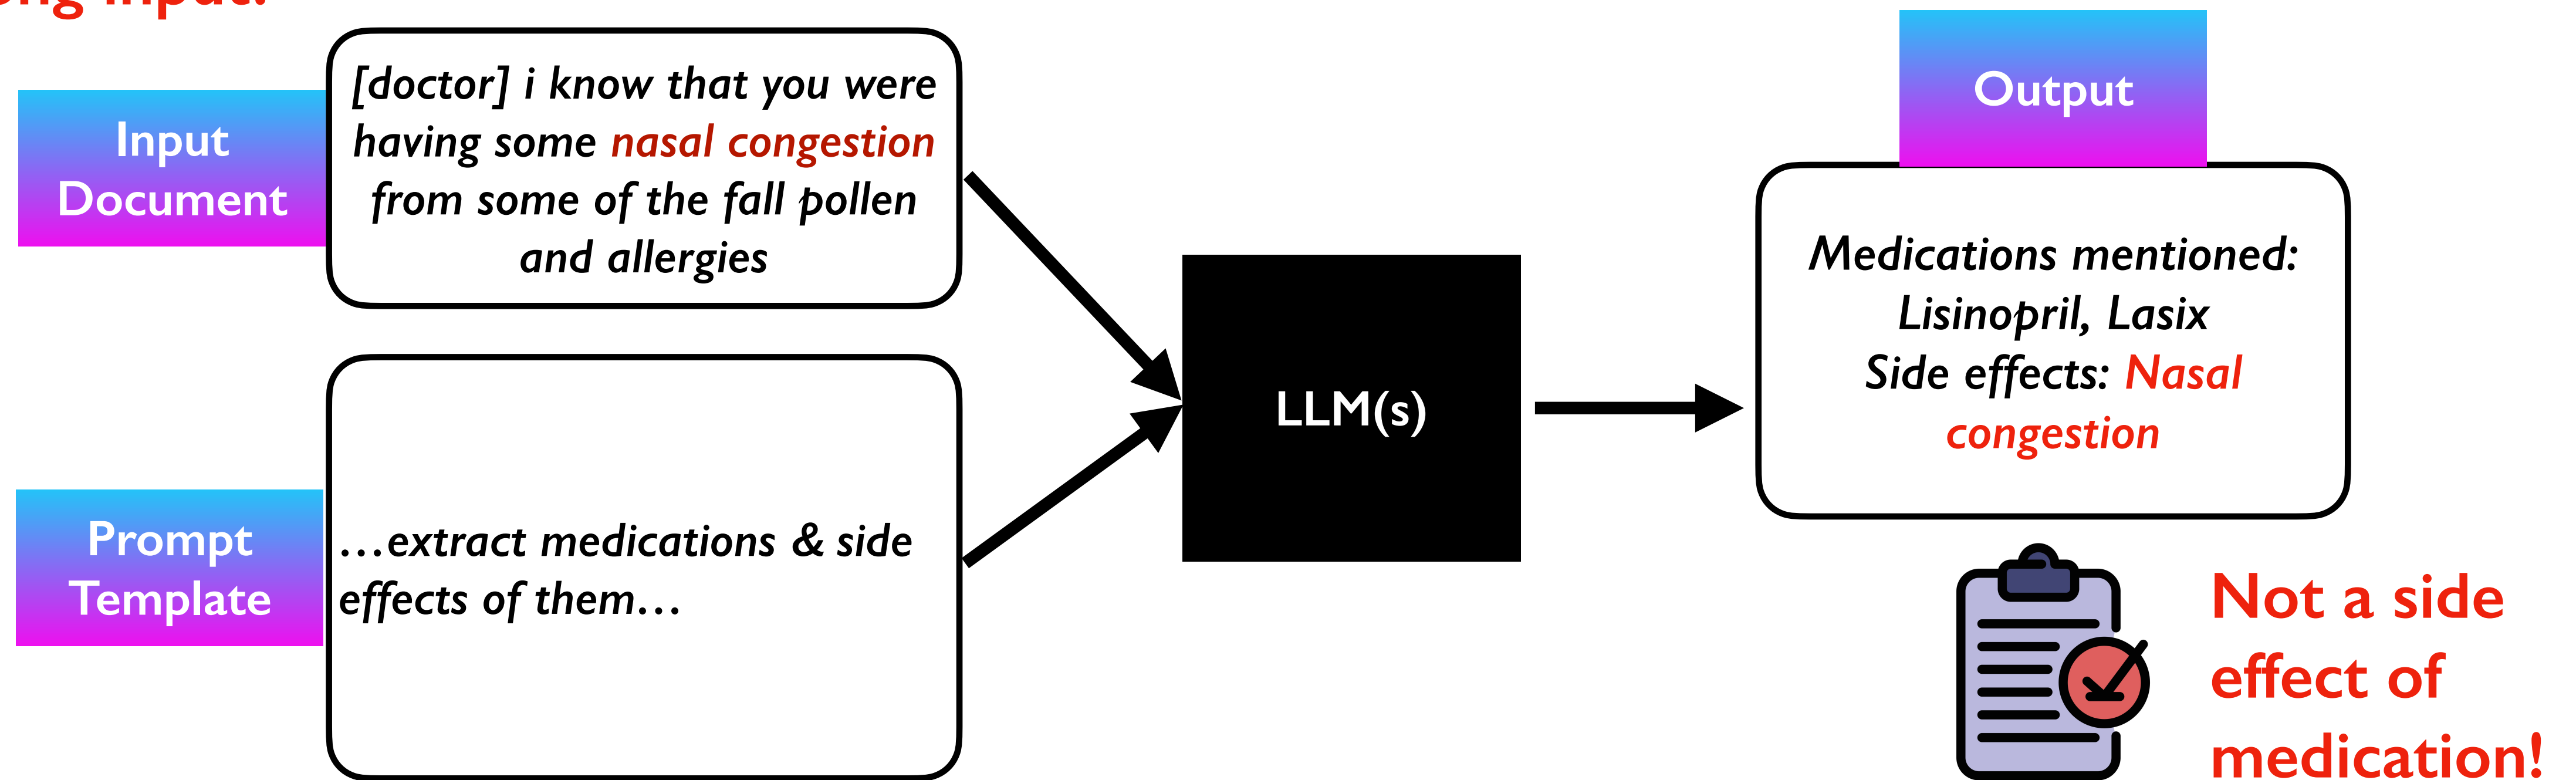 ong input!
Input
Document
[doctor] i know that you were
having some nasal congestion
from some of the fall pollen
and allergies
Prompt
Template
…extract medications & side
effects of them…
LLM(s)
Output
Medications mentioned:
Lisinopril, Lasix
Side effects: Nasal
congestion
Not a side
effect of
medication!